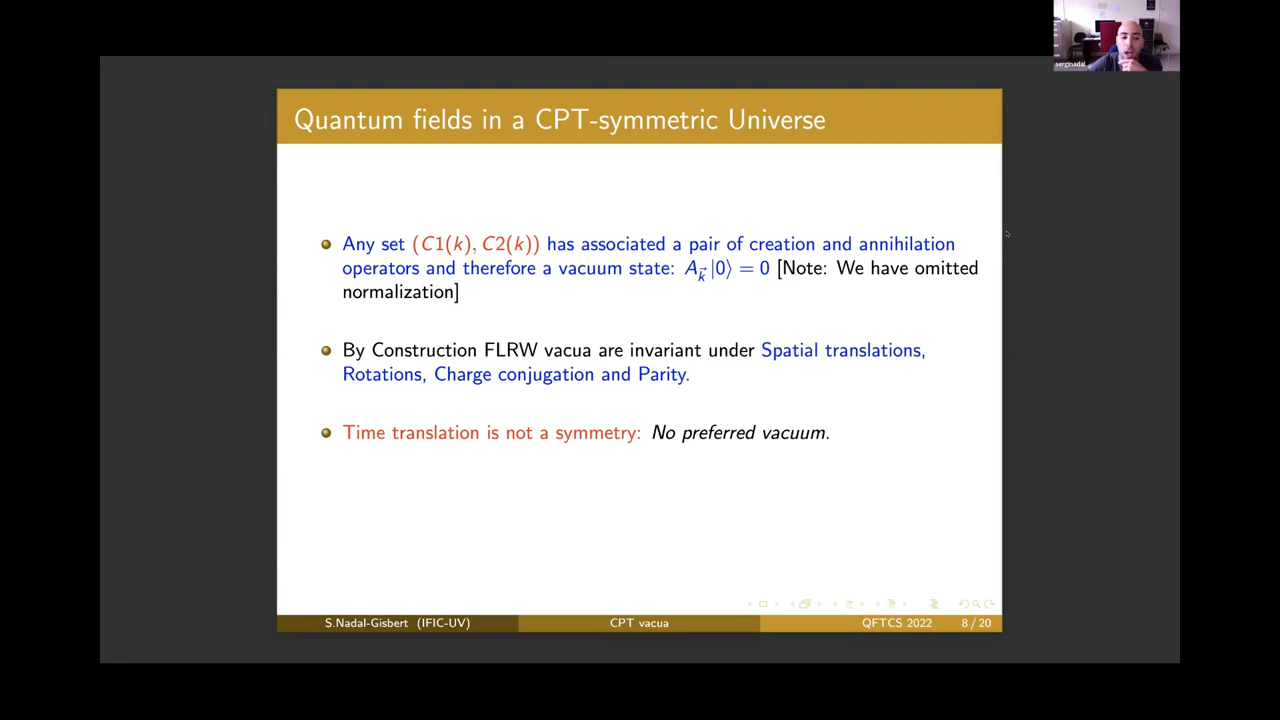 serginadal
Quantum fields in a CPT-symmetric Universe
Any set (C1(k), C2(k)) has associated a pair of creation and annihilation
operators and therefore a vacuum state: A_{\vec{k}} |0⟩ = 0 [Note: We have omitted
normalization]
By Construction FLRW vacua are invariant under Spatial translations,
Rotations, Charge conjugation and Parity.
Time translation is not a symmetry: No preferred vacuum.
S.Nadal-Gisbert (IFIC-UV) CPT vacua QFTCS 2022 8 / 20